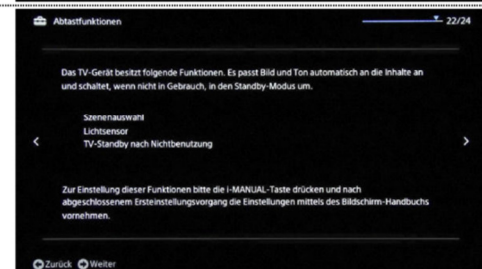 Abtastfunktionen
22/24
Das TV-Gerät besitzt folgende Funktionen. Es passt Bild und Ton automatisch an die Inhalte an
und schaltet, wenn nicht in Gebrauch, in den Standby-Modus um.
Szenenauswahl
Lichtsensor
TV-Standby nach Nichtbenutzung
Zur Einstellung dieser Funktionen bitte die i-MANUAL-Taste drücken und nach
abgeschlossenem Ersteinstellungsvorgang die Einstellungen mittels des Bildschirm-Handbuchs
vornehmen.
Zurück Weiter